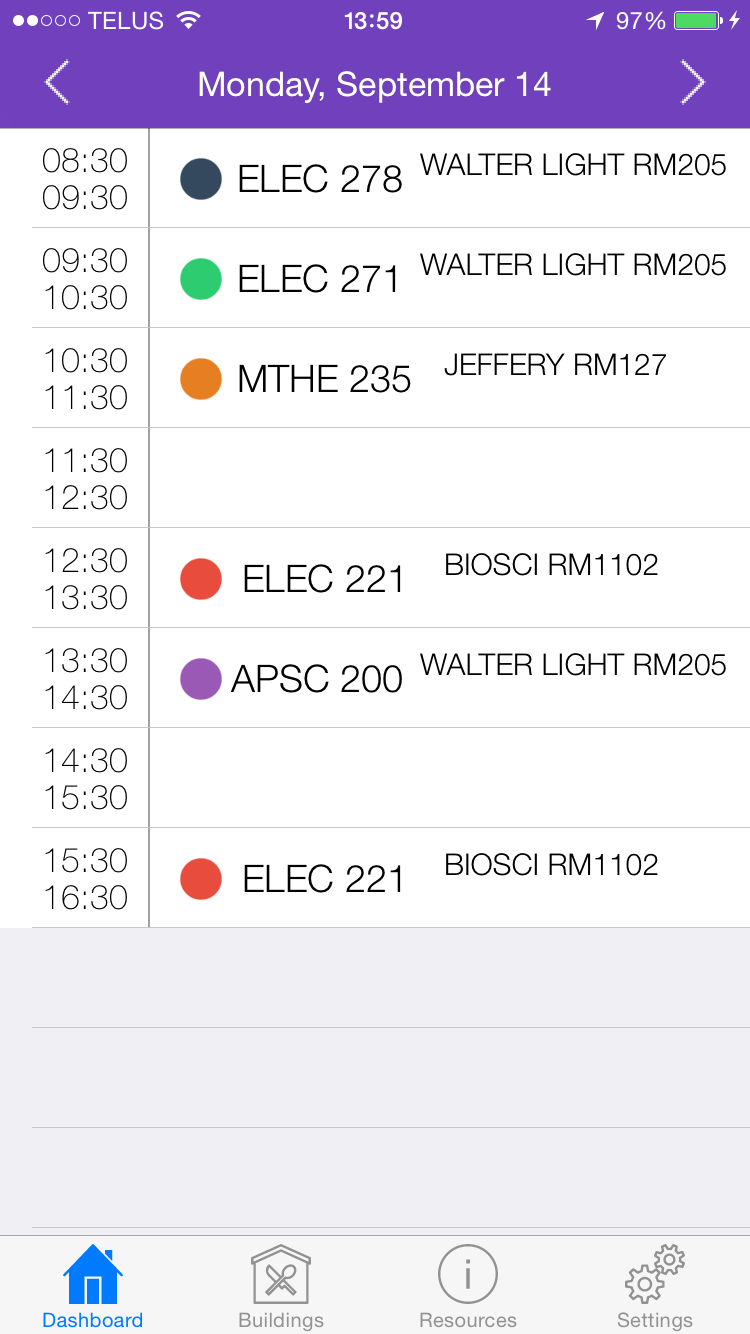 TELUS 13:59 97%
Monday, September 14
08:30
09:30
ELEC 278 WALTER LIGHT RM205
09:30
10:30
ELEC 271 WALTER LIGHT RM205
10:30
11:30
MTHE 235 JEFFERY RM127
11:30
12:30
12:30
13:30
ELEC 221 BIOSCI RM1102
13:30
14:30
APSC 200 WALTER LIGHT RM205
14:30
15:30
15:30
16:30
ELEC 221 BIOSCI RM1102
Dashboard Buildings Resources Settings